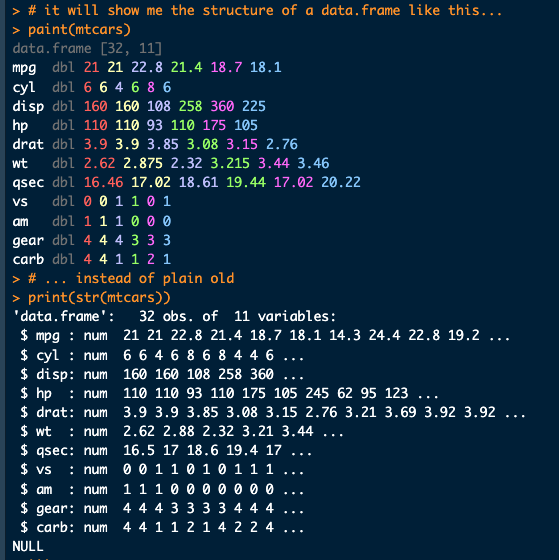 > # it will show me the structure of a data.frame like this...
> paint(mtcars)
data.frame [32, 11]
mpg  dbl 21 21 22.8 21.4 18.7 18.1
cyl  dbl 6 6 4 6 8 6
disp dbl 160 160 108 258 360 225
hp   dbl 110 110 93 110 175 105
drat dbl 3.9 3.9 3.85 3.08 3.15 2.76
wt   dbl 2.62 2.875 2.32 3.215 3.44 3.46
qsec dbl 16.46 17.02 18.61 19.44 17.02 20.22
vs   dbl 0 0 1 1 0 1
am   dbl 1 1 1 0 0 0
gear dbl 4 4 4 3 3 3
carb dbl 4 4 1 1 2 1
> # ... instead of plain old
> print(str(mtcars))
'data.frame':   32 obs. of  11 variables:
 $ mpg : num  21 21 22.8 21.4 18.7 18.1 14.3 24.4 22.8 19.2 ...
 $ cyl : num  6 6 4 6 8 6 8 4 4 6 ...
 $ disp: num  160 160 108 258 360 ...
 $ hp  : num  110 110 93 110 175 105 245 62 95 123 ...
 $ drat: num  3.9 3.9 3.85 3.08 3.15 2.76 3.21 3.69 3.92 3.92 ...
 $ wt  : num  2.62 2.88 2.32 3.21 3.44 ...
 $ qsec: num  16.5 17 18.6 19.4 17 ...
 $ vs  : num  0 0 1 1 0 1 0 1 1 1 ...
 $ am  : num  1 1 1 0 0 0 0 0 0 0 ...
 $ gear: num  4 4 4 3 3 3 3 4 4 4 ...
 $ carb: num  4 4 1 1 2 1 4 2 2 4 ...
NULL